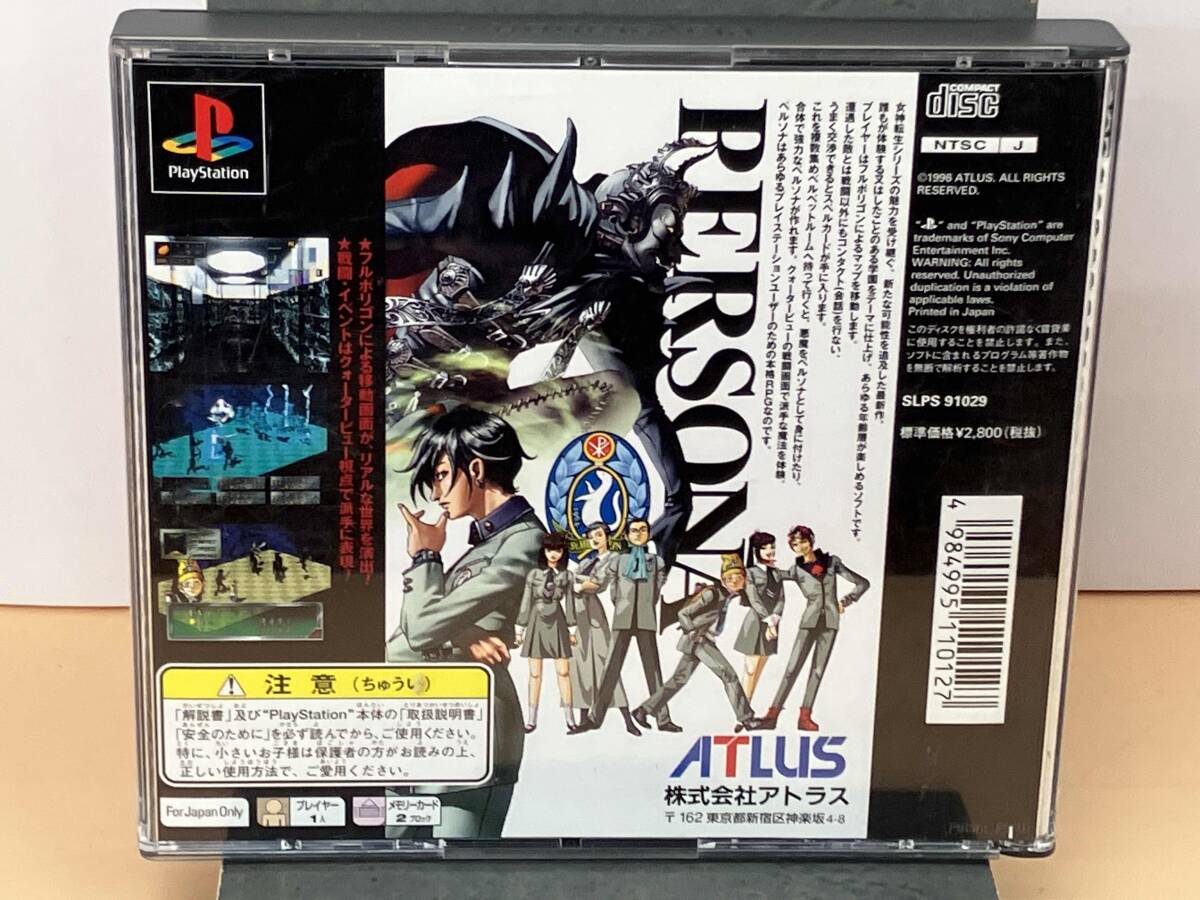 PlayStation
★フルポリゴンによる移動画面が、リアルな世界を演出！
★戦闘・イベントはクォータービュー視点で派手に表現！
PERSONA
女神転生シリーズの魅力を受け継ぐ、新たな可能性を追及した最新作。
誰もが体験する又はしたことのある学園をテーマに仕上げ、あらゆる年齢層が楽しめるソフトです。
プレイヤーはフルポリゴンによるマップを移動します。
遭遇した敵とは戦闘以外にもコンタクト(会話)を行ない、
うまく交渉できるとスペルカードが手に入ります。
これを複数集めベルベットルームへ持って行くと、悪魔をペルソナとして身に付けたり、
合体で強力なペルソナが作れます。クォータービューの戦闘画面で派手な魔法を体験。
ペルソナはあらゆるプレイステーションユーザーのための本格RPGなのです。
COMPACT
disc
NTSC J
©1996 ATLUS. ALL RIGHTS
RESERVED.
" " and "PlayStation" are
trademarks of Sony Computer
Entertainment Inc.
WARNING: All rights
reserved. Unauthorized
duplication is a violation of
applicable laws.
Printed in Japan
このディスクを権利者の許諾なく賃貸業
に使用することを禁止します。また、
ソフトに含まれるプログラム等著作物
を無断で解析することを禁止します。
SLPS 91029
標準価格¥2,800(税抜)
4 984995 110127
注意(ちゅうい)
「解説書」及び"PlayStation"本体の「取扱説明書」
「安全のために」を必ず読んでから、ご使用ください。
特に、小さいお子様は保護者の方がお読みの上、
正しい使用方法で、ご愛用ください。
For Japan Only
プレイヤー
1人
メモリーカード
2ブロック
ATLUS
株式会社アトラス
〒162 東京都新宿区神楽坂4-8